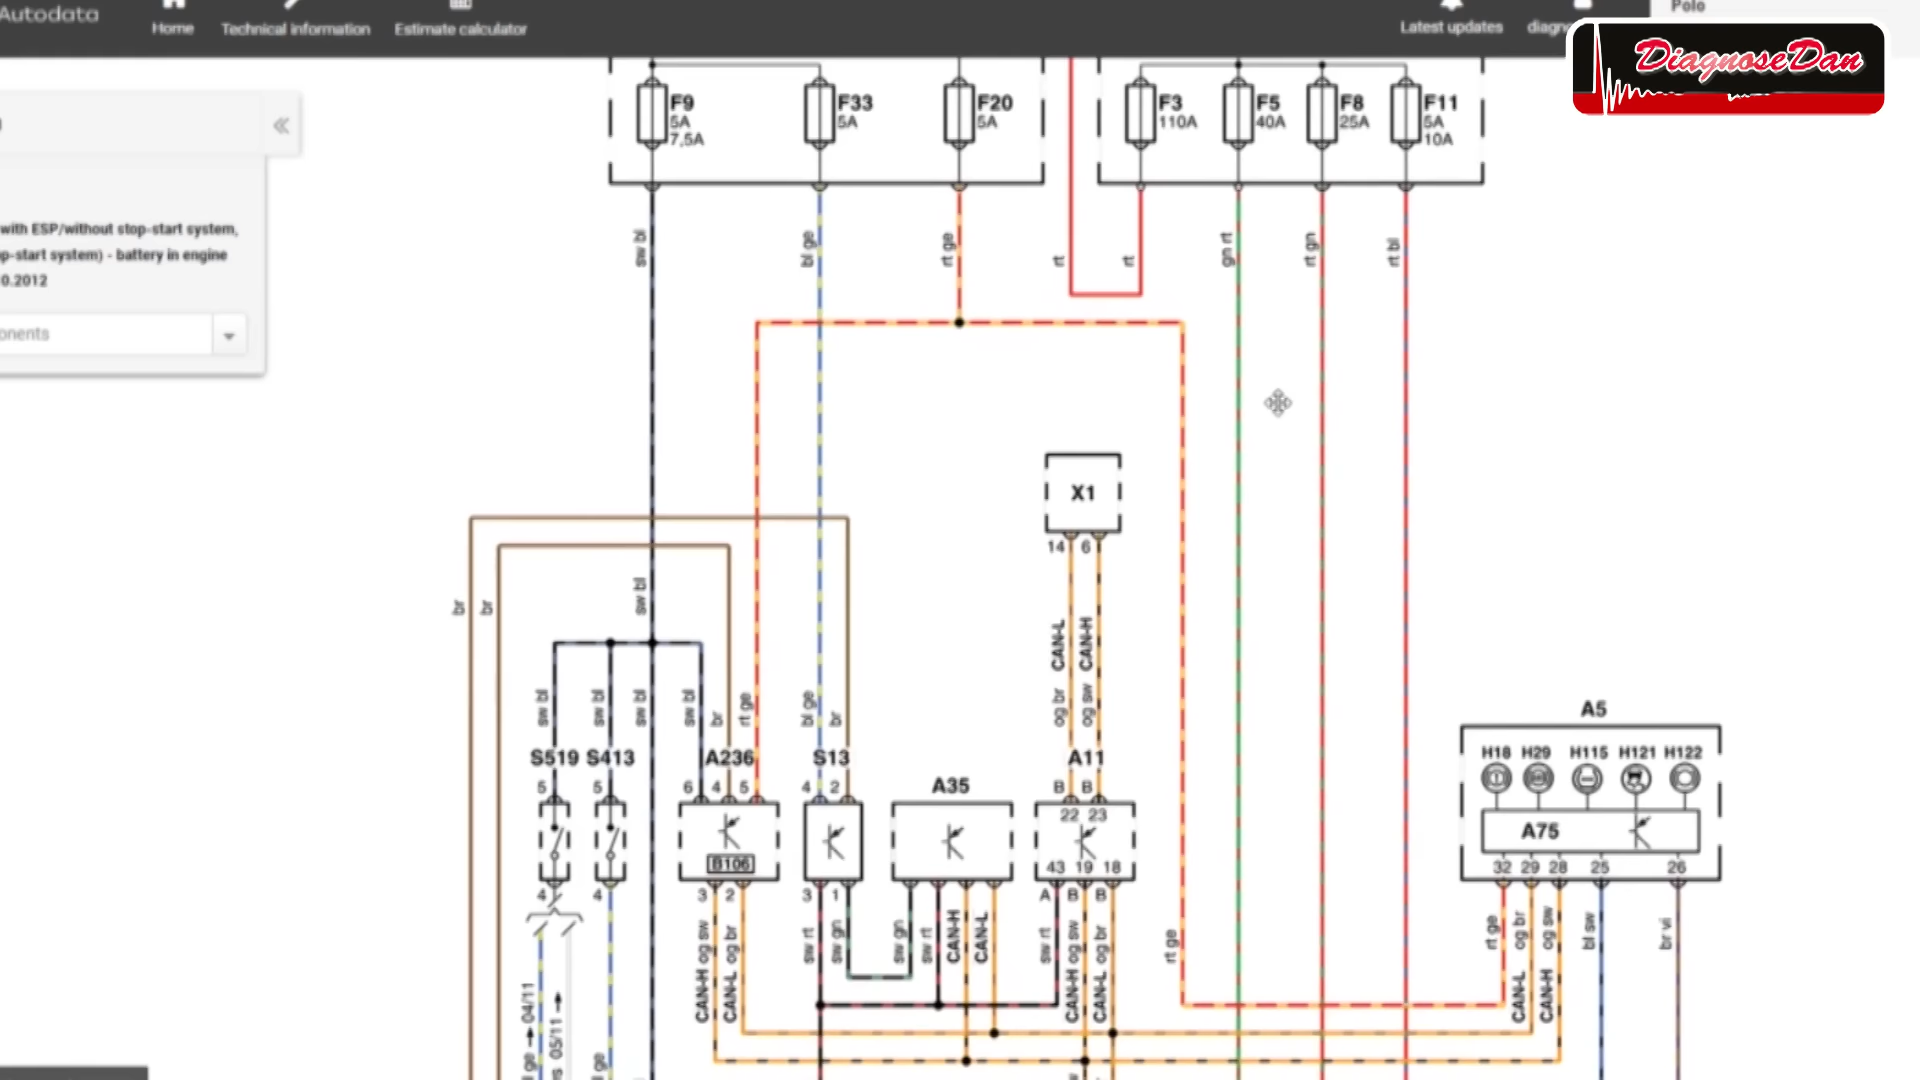 Autodata
Home
Technical information
Estimate calculator
Latest updates
Polo
DiagnoseDan
with ESP/without stop-start system,
p-start system) - battery in engine
0.2012
onents
F9
5A
7,5A
F33
5A
F20
5A
F3
110A
F5
40A
F8
25A
F11
5A
10A
sw bl
bl ge
rt ge
rt
rt
gn rt
rt gn
rt bl
X1
14 6
br
br
sw bl
CAN-L
CAN-H
og br
og sw
sw bl
sw bl
sw bl
sw bl
br
rt ge
bl ge
br
S519 S413 A236 S13 A11
A35
5 5 6 4 5 4 2 B B
22 23
B106
43 19 18
4 4 3 2 3 1 A B B
A5
H18 H29 H115 H121 H122
A75
32 29 28 25 26
CAN-H og sw
CAN-L og br
sw rt
sw gn
sw gn
sw rt
CAN-H
CAN-L
sw rt
CAN-H og sw
CAN-L og br
rt ge
rt ge
CAN-L og br
CAN-H og sw
bl sw
br vi
04/11
05/11
ge